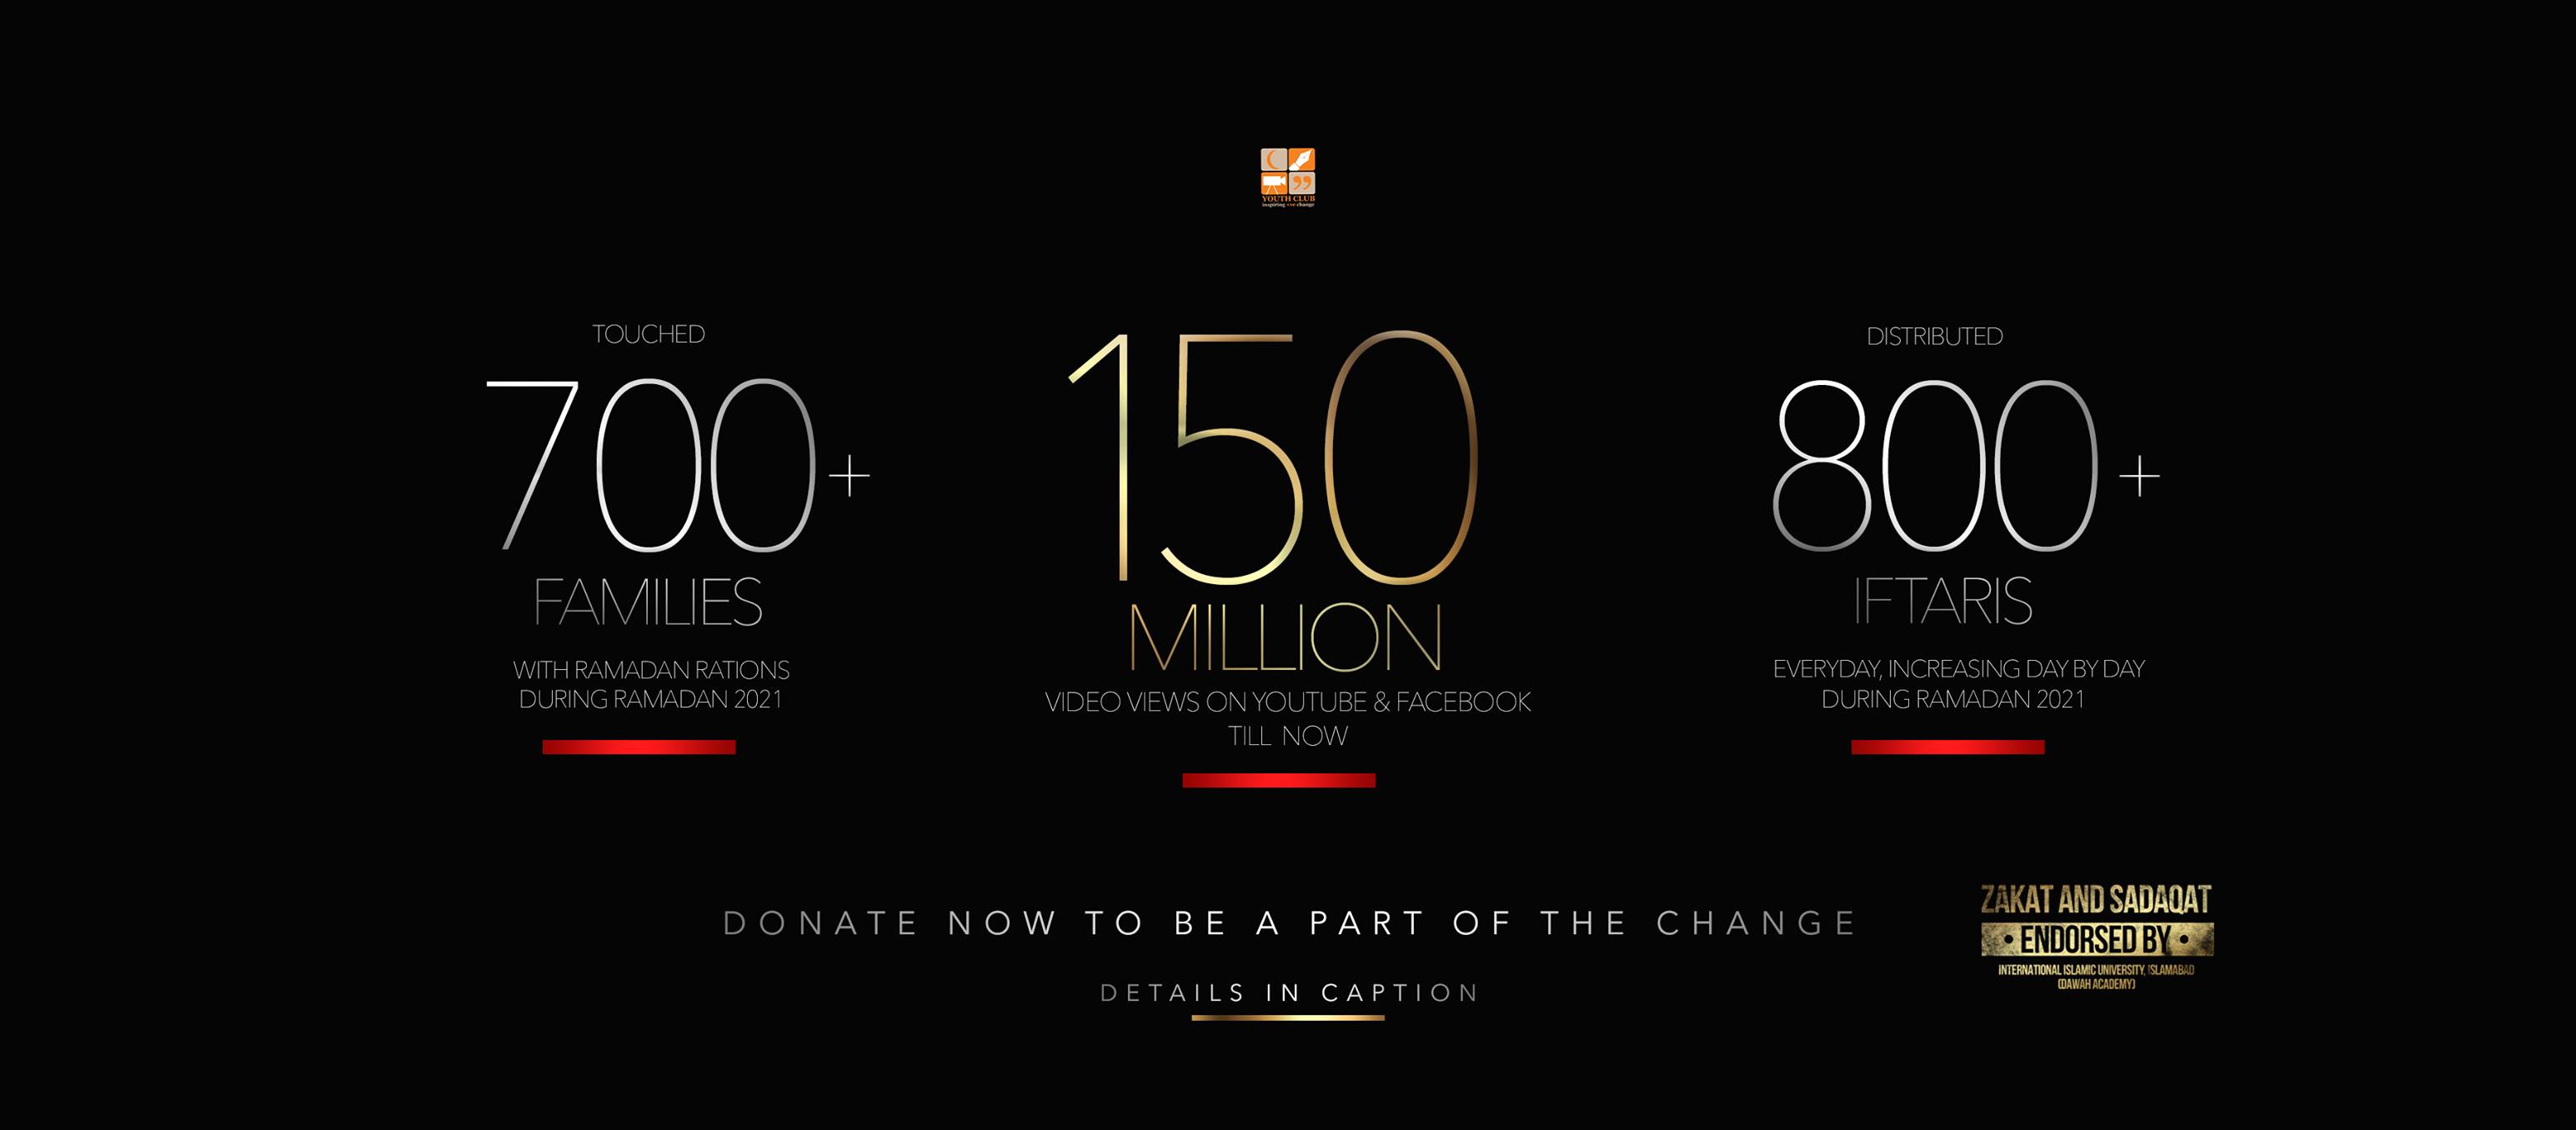 YOUTH CLUB
inspiring +ve change
TOUCHED
700+
FAMILIES
WITH RAMADAN RATIONS
DURING RAMADAN 2021
150
MILLION
VIDEO VIEWS ON YOUTUBE & FACEBOOK
TILL NOW
DISTRIBUTED
800+
IFTARIS
EVERYDAY, INCREASING DAY BY DAY
DURING RAMADAN 2021
DONATE NOW TO BE A PART OF THE CHANGE
DETAILS IN CAPTION
ZAKAT AND SADAQAT
• ENDORSED BY •
INTERNATIONAL ISLAMIC UNIVERSITY, ISLAMABAD
(DAWAH ACADEMY)